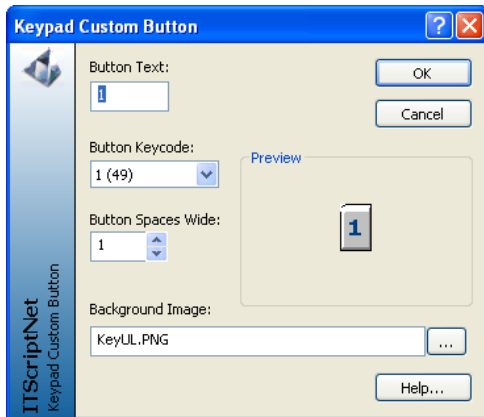 Keypad Custom Button
Button Text:
1
OK
Cancel
Button Keycode:
1 (49)
Preview
1
Button Spaces Wide:
1
Background Image:
KeyUL.PNG
...
Help...
ITScriptNet
Keypad Custom Button